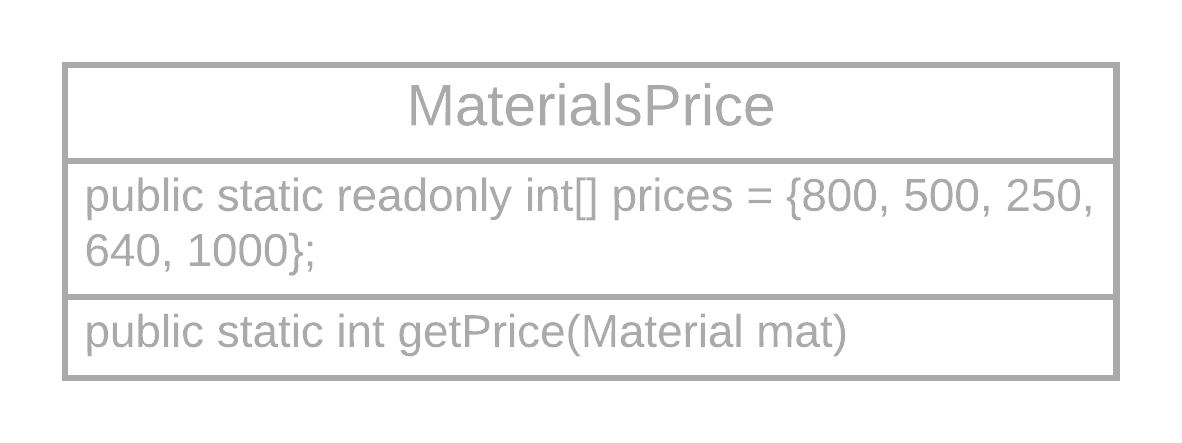 MaterialsPrice
public static readonly int[] prices = {800, 500, 250,
640, 1000};
public static int getPrice(Material mat)